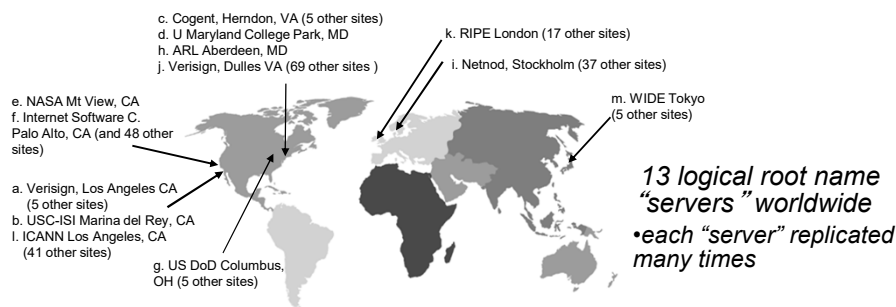 c. Cogent, Herndon, VA (5 other sites)
d. U Maryland College Park, MD
h. ARL Aberdeen, MD
j. Verisign, Dulles VA (69 other sites )
k. RIPE London (17 other sites)
i. Netnod, Stockholm (37 other sites)
m. WIDE Tokyo
(5 other sites)
e. NASA Mt View, CA
f. Internet Software C.
Palo Alto, CA (and 48 other
sites)
a. Verisign, Los Angeles CA
(5 other sites)
b. USC-ISI Marina del Rey, CA
l. ICANN Los Angeles, CA
(41 other sites)
g. US DoD Columbus,
OH (5 other sites)
13 logical root name
“servers” worldwide
•each “server” replicated
many times